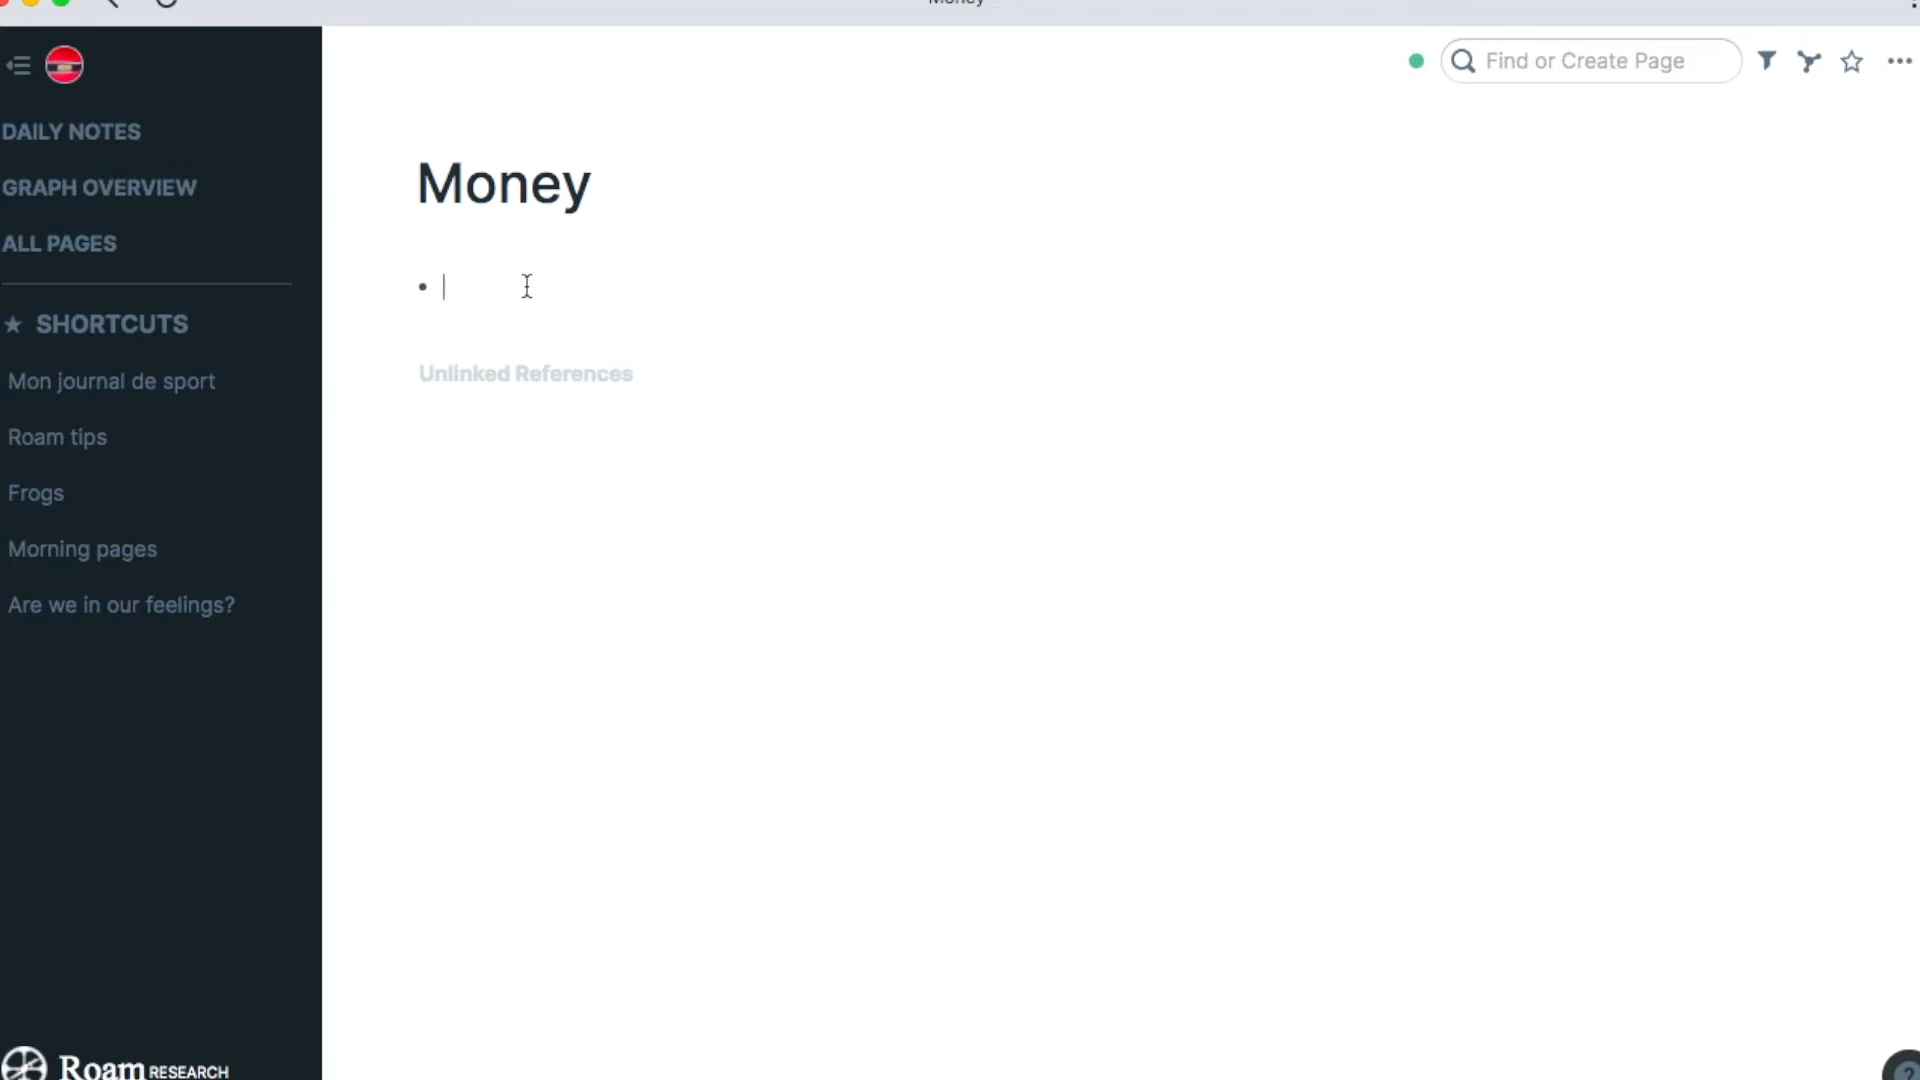 Money
Find or Create Page
DAILY NOTES
GRAPH OVERVIEW
ALL PAGES
SHORTCUTS
Mon journal de sport
Roam tips
Frogs
Morning pages
Are we in our feelings?
Money
Unlinked References
Roam RESEARCH
?